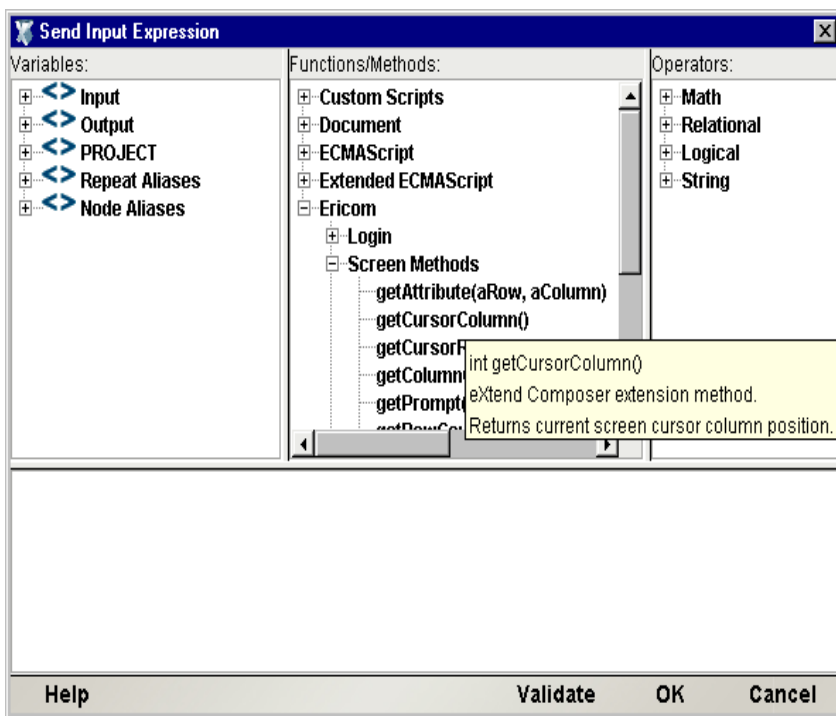 Send Input Expression
Variables:
Input
Output
PROJECT
Repeat Aliases
Node Aliases
Functions/Methods:
Custom Scripts
Document
ECMAScript
Extended ECMAScript
Ericom
Login
Screen Methods
getAttribute(aRow, aColumn)
getCursorColumn()
int getCursorColumn()
eXtend Composer extension method.
Returns current screen cursor column position.
Operators:
Math
Relational
Logical
String
Help
Validate
OK
Cancel